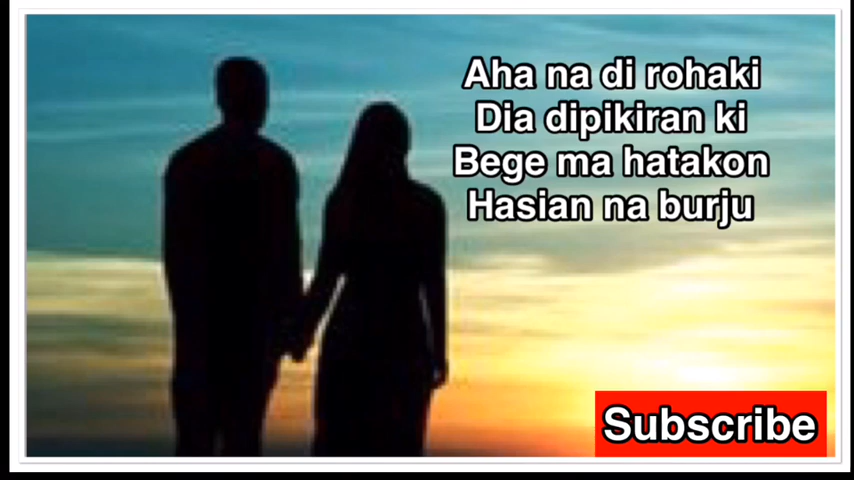 Aha na di rohaki
Dia dipikiran ki
Bege ma hatakon
Hasian na burju
Subscribe